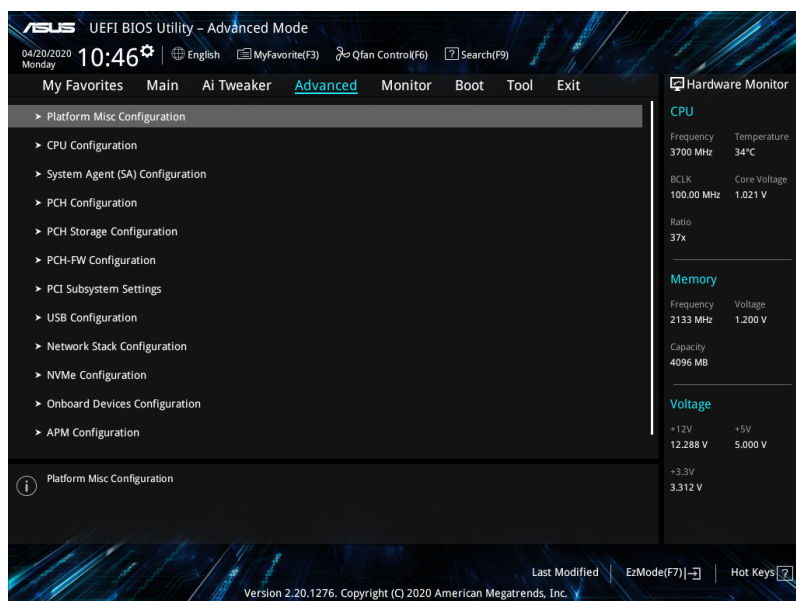 ASUS UEFI BIOS Utility – Advanced Mode
04/20/2020 Monday 10:46 English MyFavorite(F3) Qfan Control(F6) ? Search(F9)
My Favorites Main Ai Tweaker Advanced Monitor Boot Tool Exit
> Platform Misc Configuration
> CPU Configuration
> System Agent (SA) Configuration
> PCH Configuration
> PCH Storage Configuration
> PCH-FW Configuration
> PCI Subsystem Settings
> USB Configuration
> Network Stack Configuration
> NVMe Configuration
> Onboard Devices Configuration
> APM Configuration
i Platform Misc Configuration
Hardware Monitor
CPU
Frequency Temperature
3700 MHz 34°C
BCLK Core Voltage
100.00 MHz 1.021 V
Ratio
37x
Memory
Frequency Voltage
2133 MHz 1.200 V
Capacity
4096 MB
Voltage
+12V +5V
12.288 V 5.000 V
+3.3V
3.312 V
Last Modified EzMode(F7) Hot Keys ?
Version 2.20.1276. Copyright (C) 2020 American Megatrends, Inc.